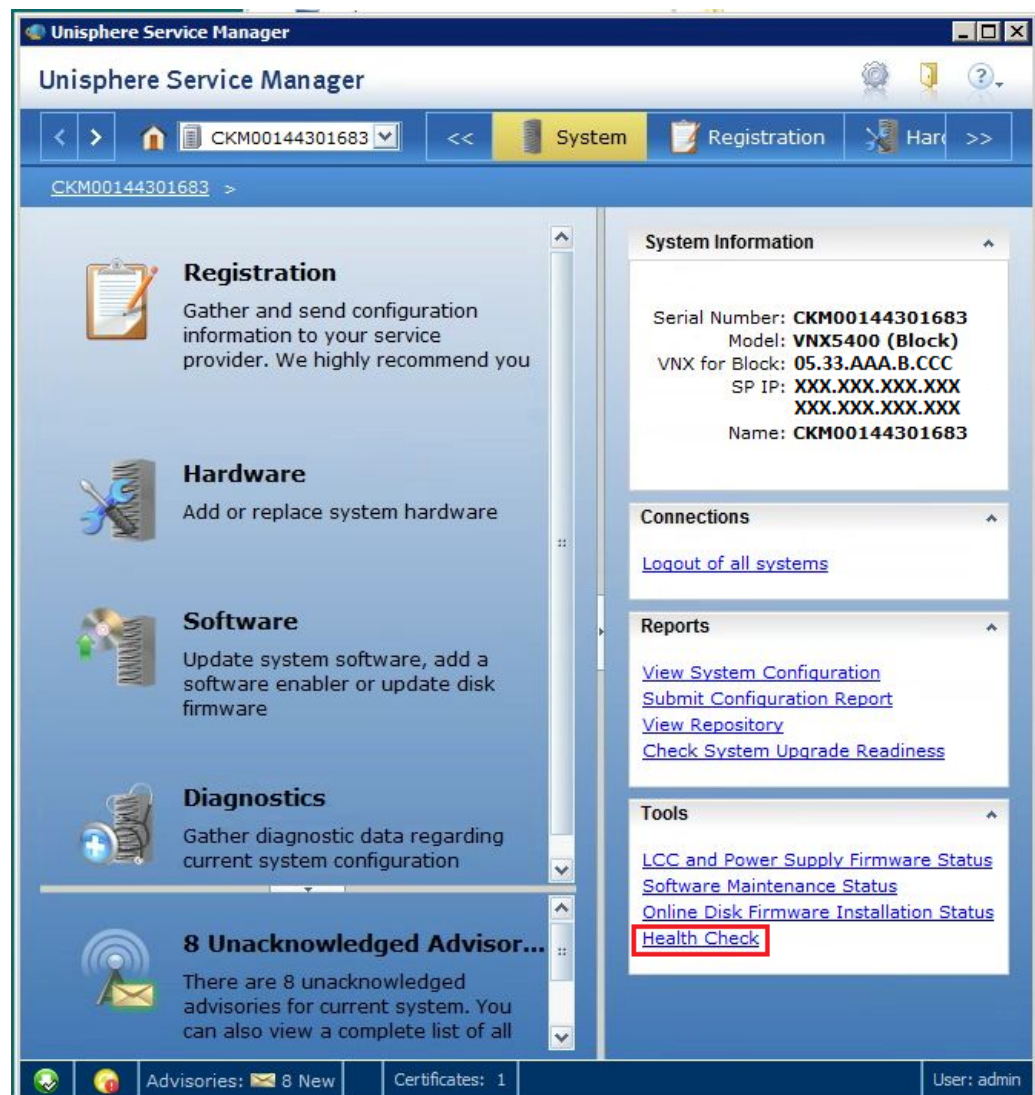 Unisphere Service Manager
Unisphere Service Manager
CKM00144301683
<<
System
Registration
Hard
>>
CKM00144301683 >
Registration
Gather and send configuration
information to your service
provider. We highly recommend you
Hardware
Add or replace system hardware
Software
Update system software, add a
software enabler or update disk
firmware
Diagnostics
Gather diagnostic data regarding
current system configuration
8 Unacknowledged Advisor...
There are 8 unacknowledged
advisories for current system. You
can also view a complete list of all
System Information
Serial Number: CKM00144301683
Model: VNX5400 (Block)
VNX for Block: 05.33.AAA.B.CCC
SP IP: XXX.XXX.XXX.XXX
XXX.XXX.XXX.XXX
Name: CKM00144301683
Connections
Logout of all systems
Reports
View System Configuration
Submit Configuration Report
View Repository
Check System Upgrade Readiness
Tools
LCC and Power Supply Firmware Status
Software Maintenance Status
Online Disk Firmware Installation Status
Health Check
Advisories: 8 New
Certificates: 1
User: admin